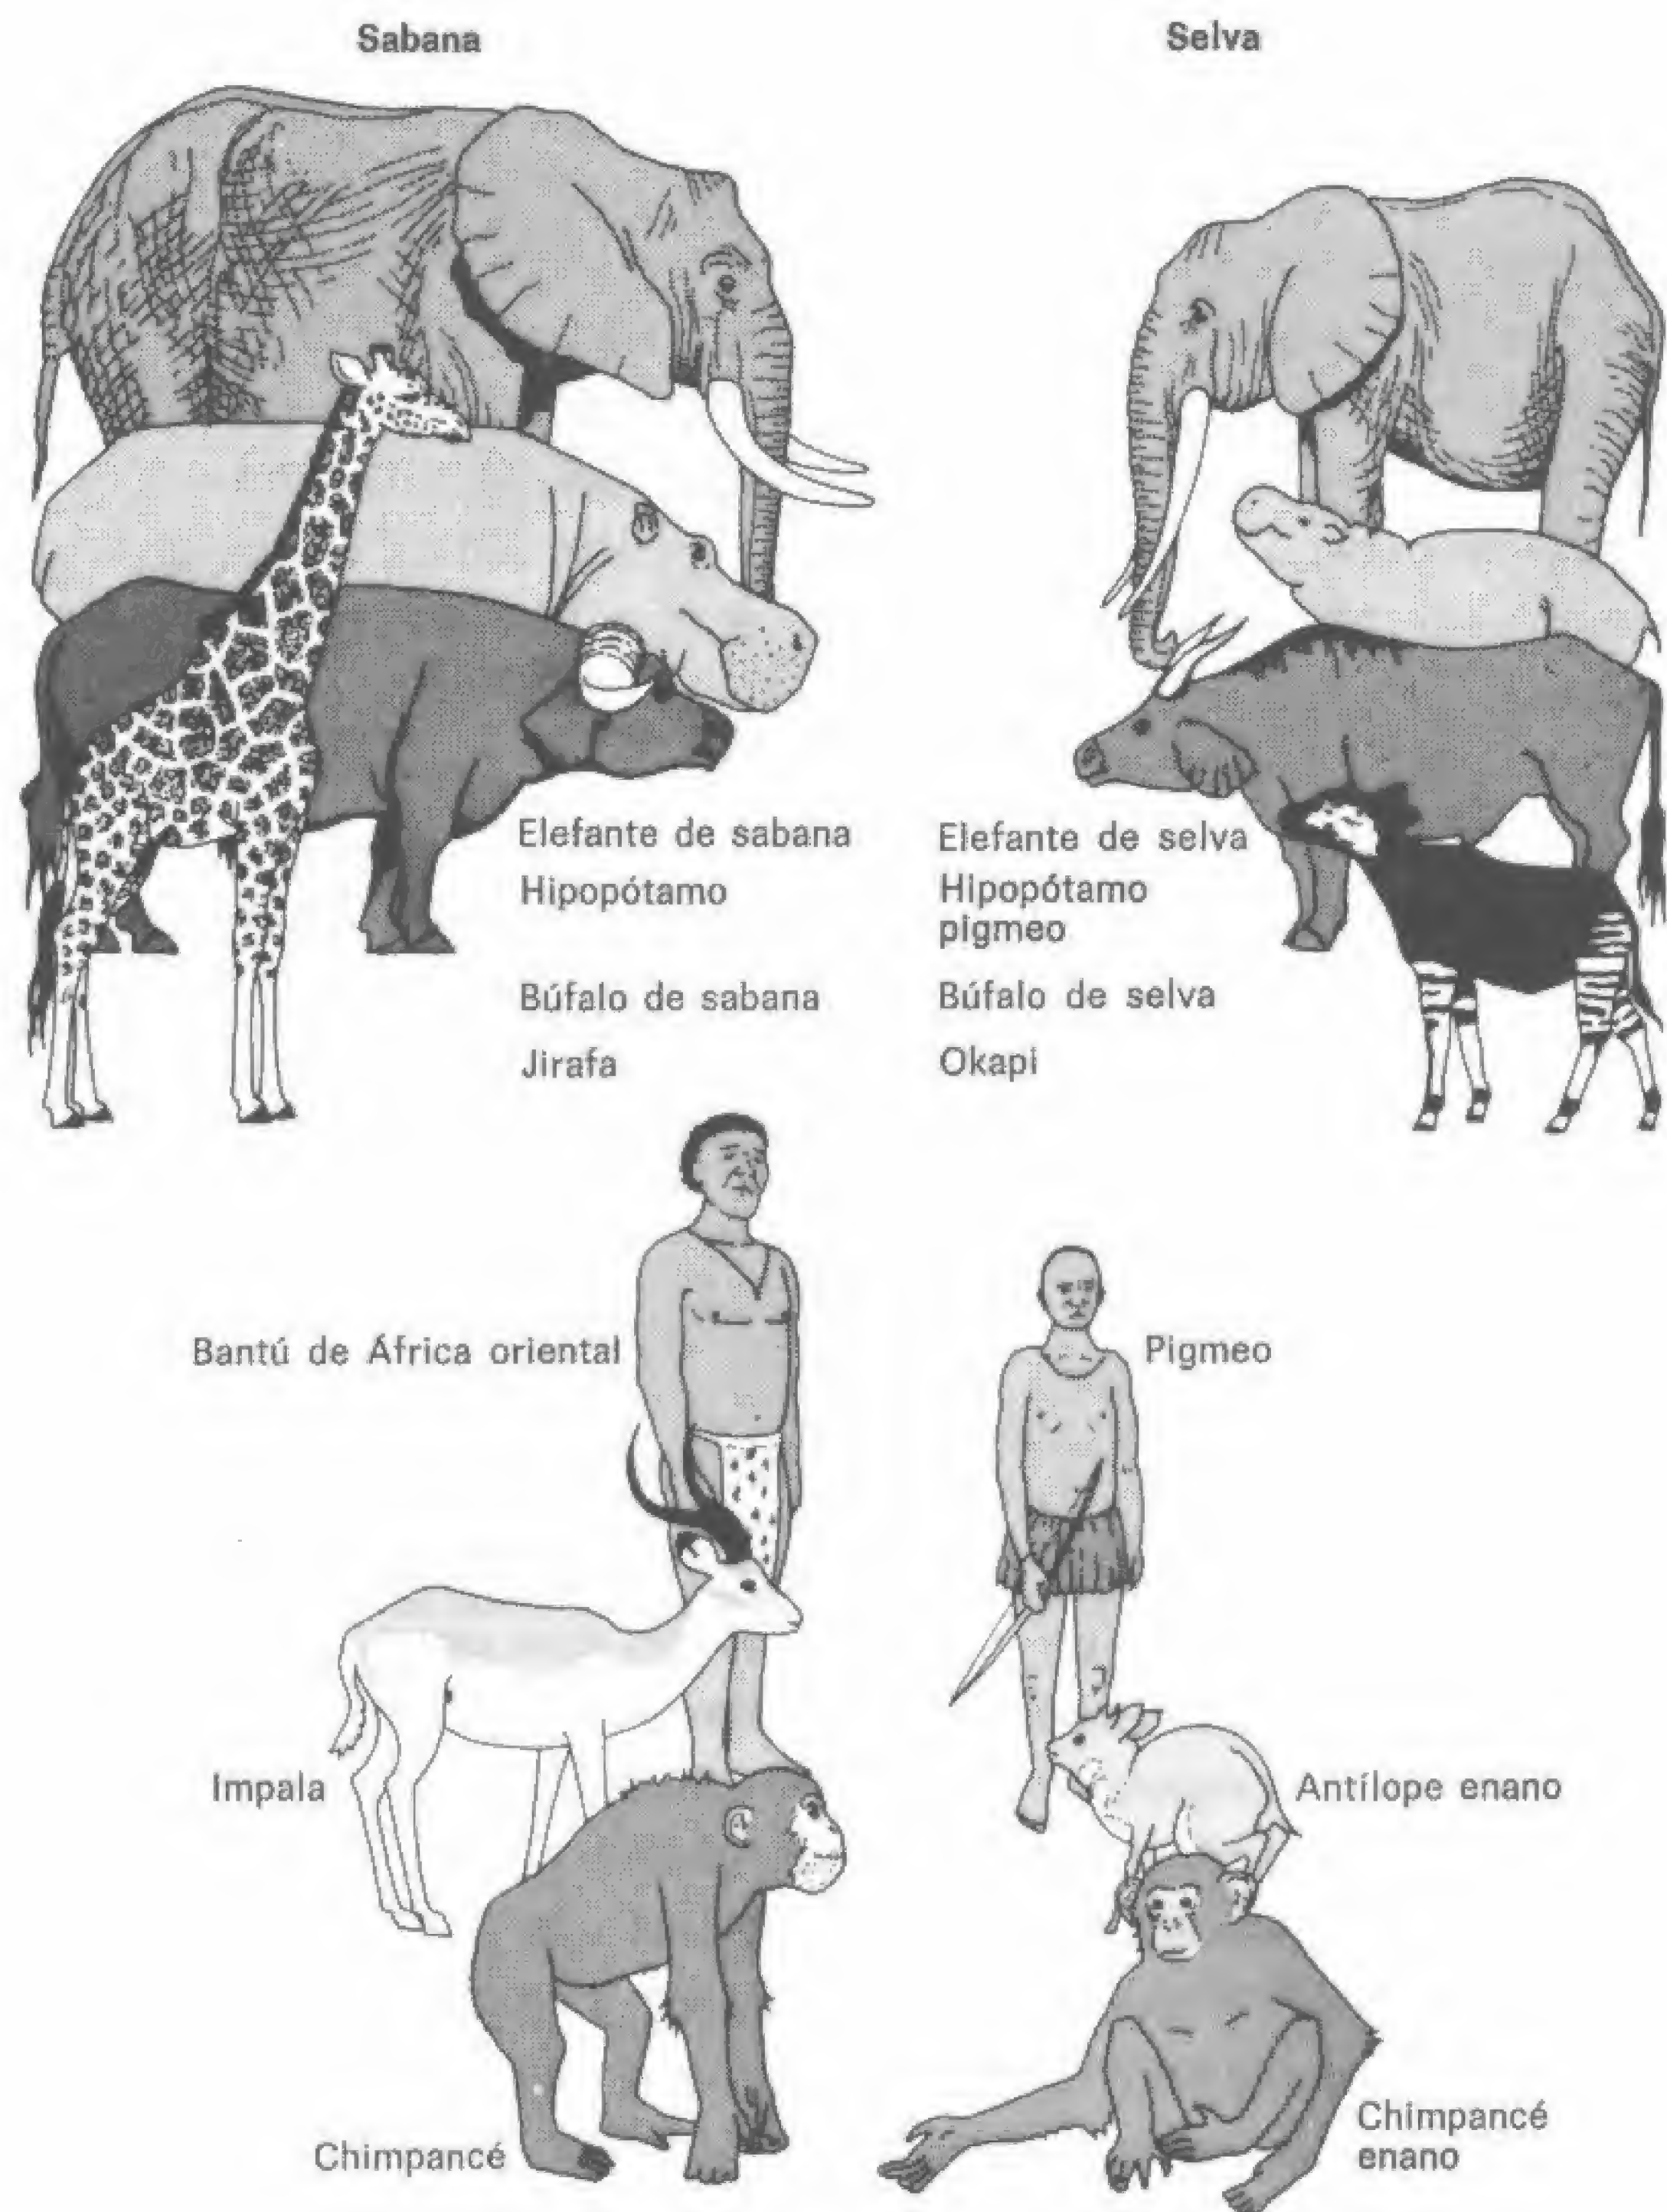 Sabana
Selva
Elefante de sabana
Hipopótamo
Búfalo de sabana
Jirafa
Elefante de selva
Hipopótamo
pigmeo
Búfalo de selva
Okapi
Bantú de África oriental
Pigmeo
Impala
Antílope enano
Chimpancé
Chimpancé
enano